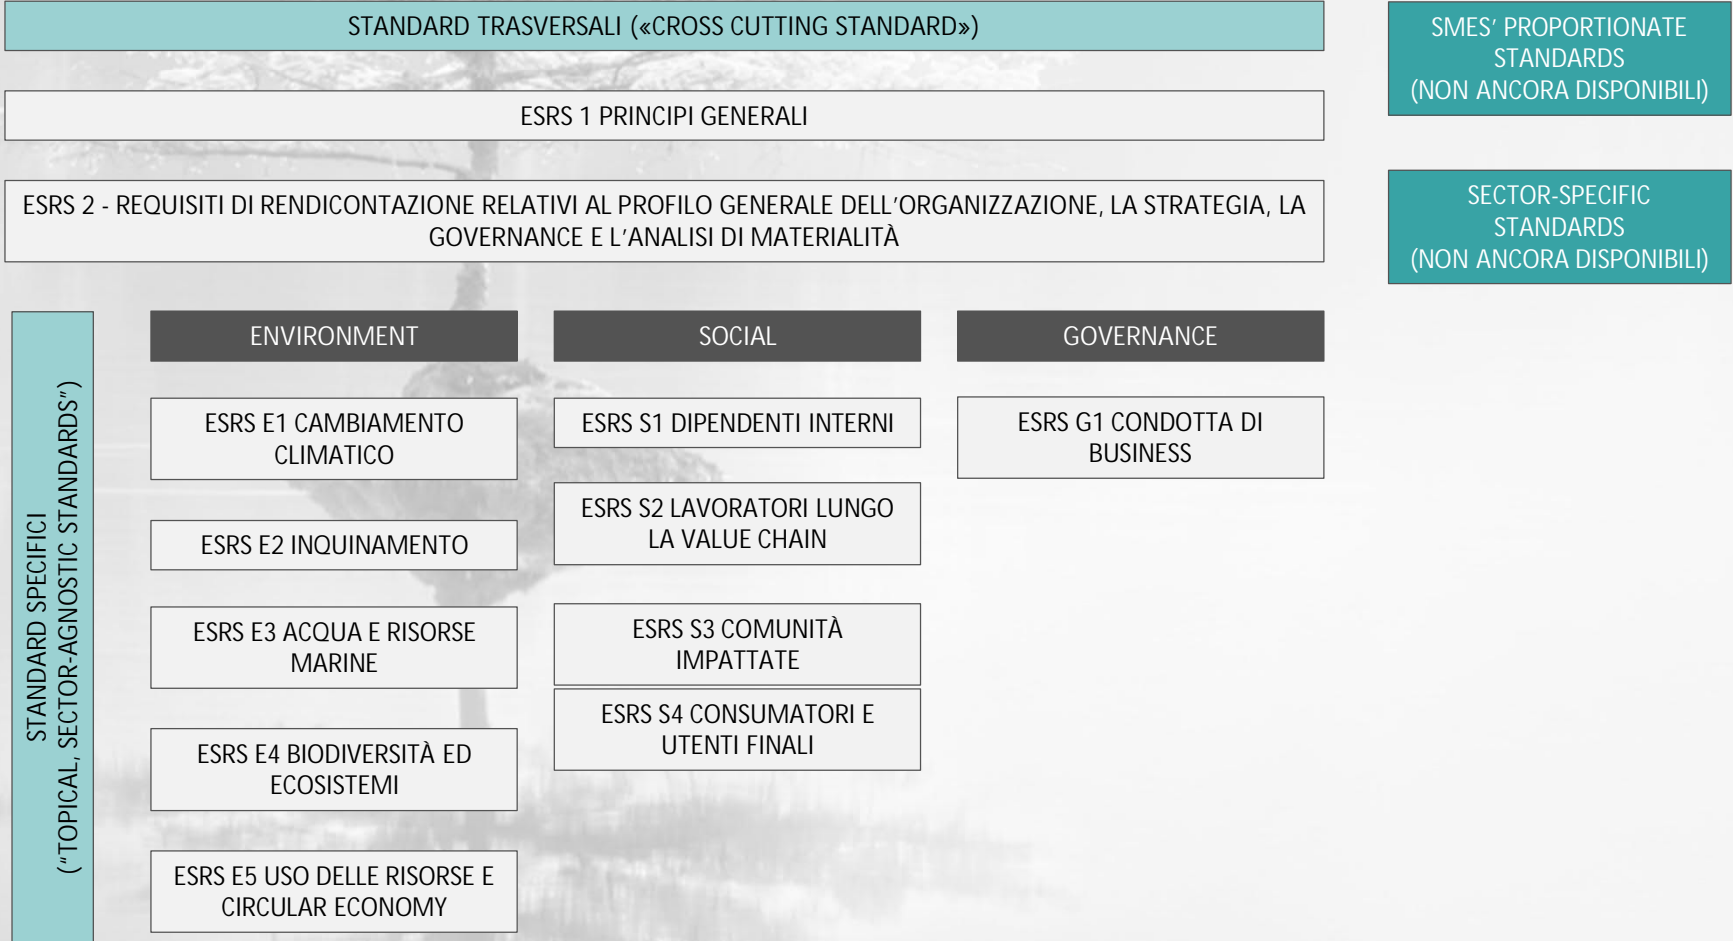 STANDARD TRASVERSALI («CROSS CUTTING STANDARD»)
ESRS 1 PRINCIPI GENERALI
ESRS 2 - REQUISITI DI RENDICONTAZIONE RELATIVI AL PROFILO GENERALE DELL'ORGANIZZAZIONE, LA STRATEGIA, LA
GOVERNANCE E L'ANALISI DI MATERIALITÀ
SMES' PROPORTIONATE
STANDARDS
(NON ANCORA DISPONIBILI)
SECTOR-SPECIFIC
STANDARDS
(NON ANCORA DISPONIBILI)
STANDARD SPECIFICI
("TOPICAL, SECTOR-AGNOSTIC STANDARDS")
ENVIRONMENT
ESRS E1 CAMBIAMENTO
CLIMATICO
ESRS E2 INQUINAMENTO
ESRS E3 ACQUA E RISORSE
MARINE
ESRS E4 BIODIVERSITÀ ED
ECOSISTEMI
ESRS E5 USO DELLE RISORSE E
CIRCULAR ECONOMY
SOCIAL
ESRS S1 DIPENDENTI INTERNI
ESRS S2 LAVORATORI LUNGO
LA VALUE CHAIN
ESRS S3 COMUNITÀ
IMPATTATE
ESRS S4 CONSUMATORI E
UTENTI FINALI
GOVERNANCE
ESRS G1 CONDOTTA DI
BUSINESS